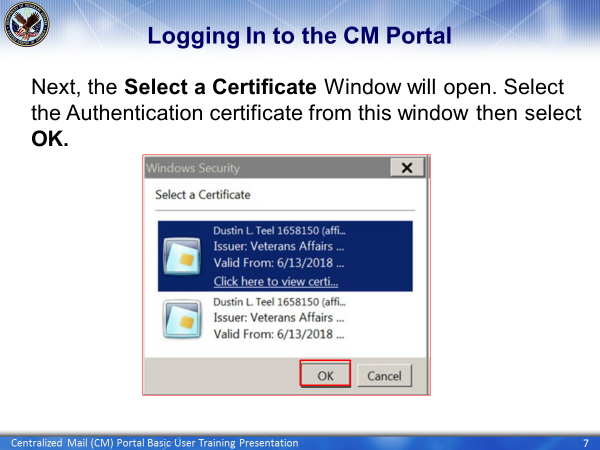 Logging In to the CM Portal
Next, the Select a Certificate Window will open. Select
the Authentication certificate from this window then select
OK.
Windows Security
Select a Certificate
Dustin L. Teel 1658150 (affi...
Issuer: Veterans Affairs ...
Valid From: 6/13/2018 ...
Click here to view certi...
Dustin L. Teel 1658150 (affi...
Issuer: Veterans Affairs ...
Valid From: 6/13/2018 ...
OK Cancel
Centralized Mail (CM) Portal Basic User Training Presentation 7